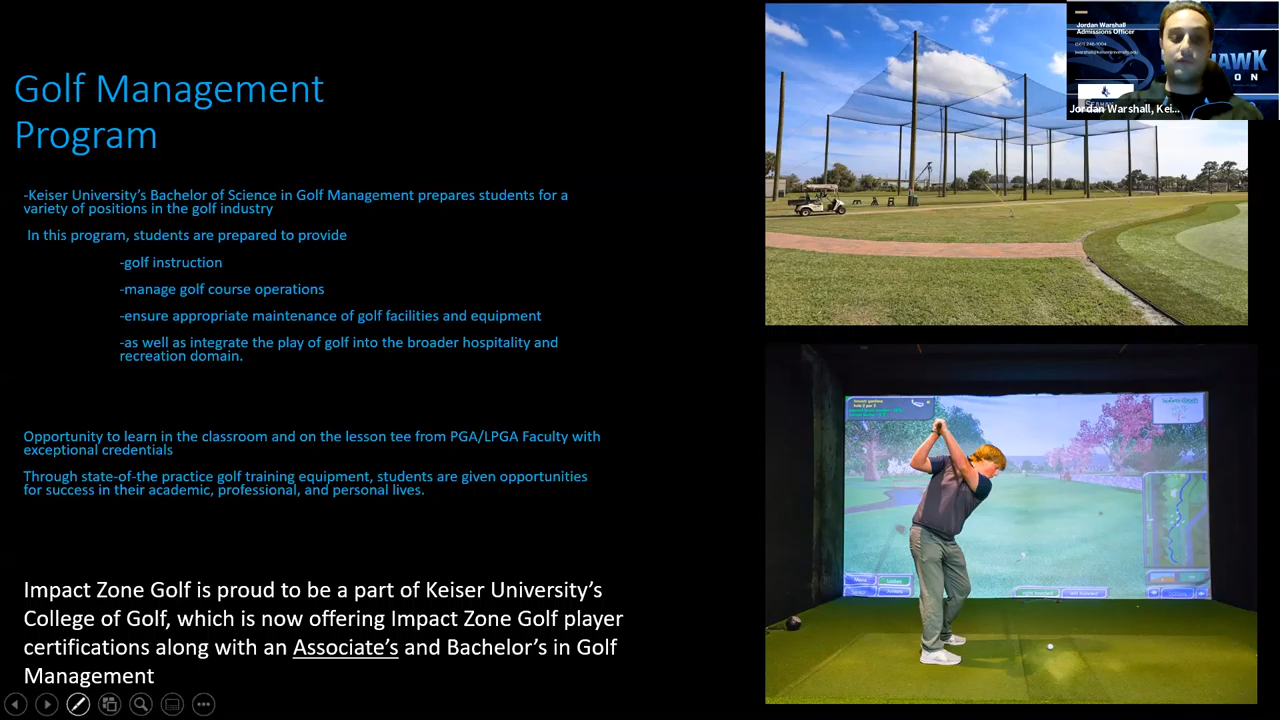 Golf Management
Program
-Keiser University's Bachelor of Science in Golf Management prepares students for a
variety of positions in the golf industry
In this program, students are prepared to provide
-golf instruction
-manage golf course operations
-ensure appropriate maintenance of golf facilities and equipment
-as well as integrate the play of golf into the broader hospitality and
recreation domain.
Opportunity to learn in the classroom and on the lesson tee from PGA/LPGA Faculty with
exceptional credentials
Through state-of-the practice golf training equipment, students are given opportunities
for success in their academic, professional, and personal lives.
Impact Zone Golf is proud to be a part of Keiser University's
College of Golf, which is now offering Impact Zone Golf player
certifications along with an Associate's and Bachelor's in Golf
Management
Jordan Warshall
Admissions Officer
Jordan Warshall, Kei...